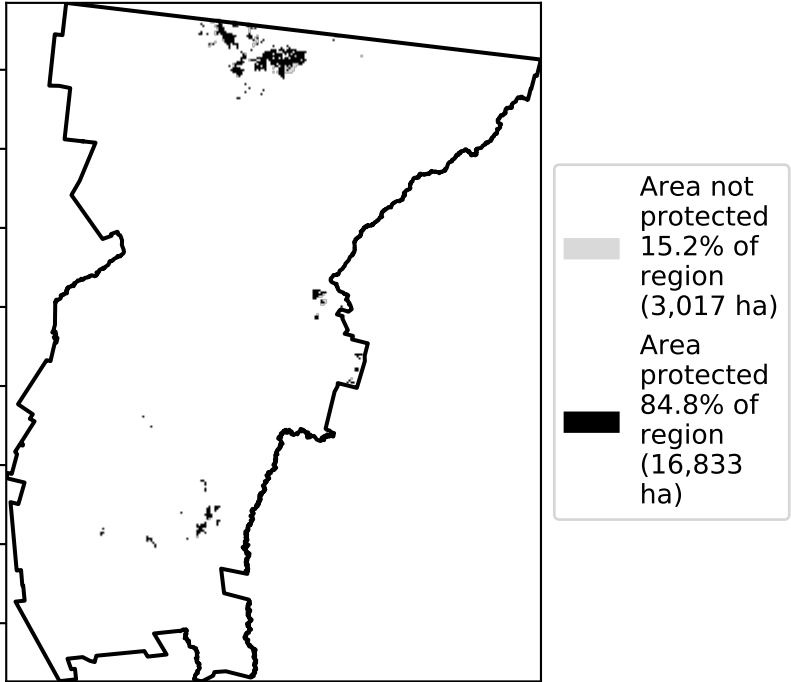 Area not
protected
15.2% of
region
(3,017 ha)
Area
protected
84.8% of
region
(16,833
ha)